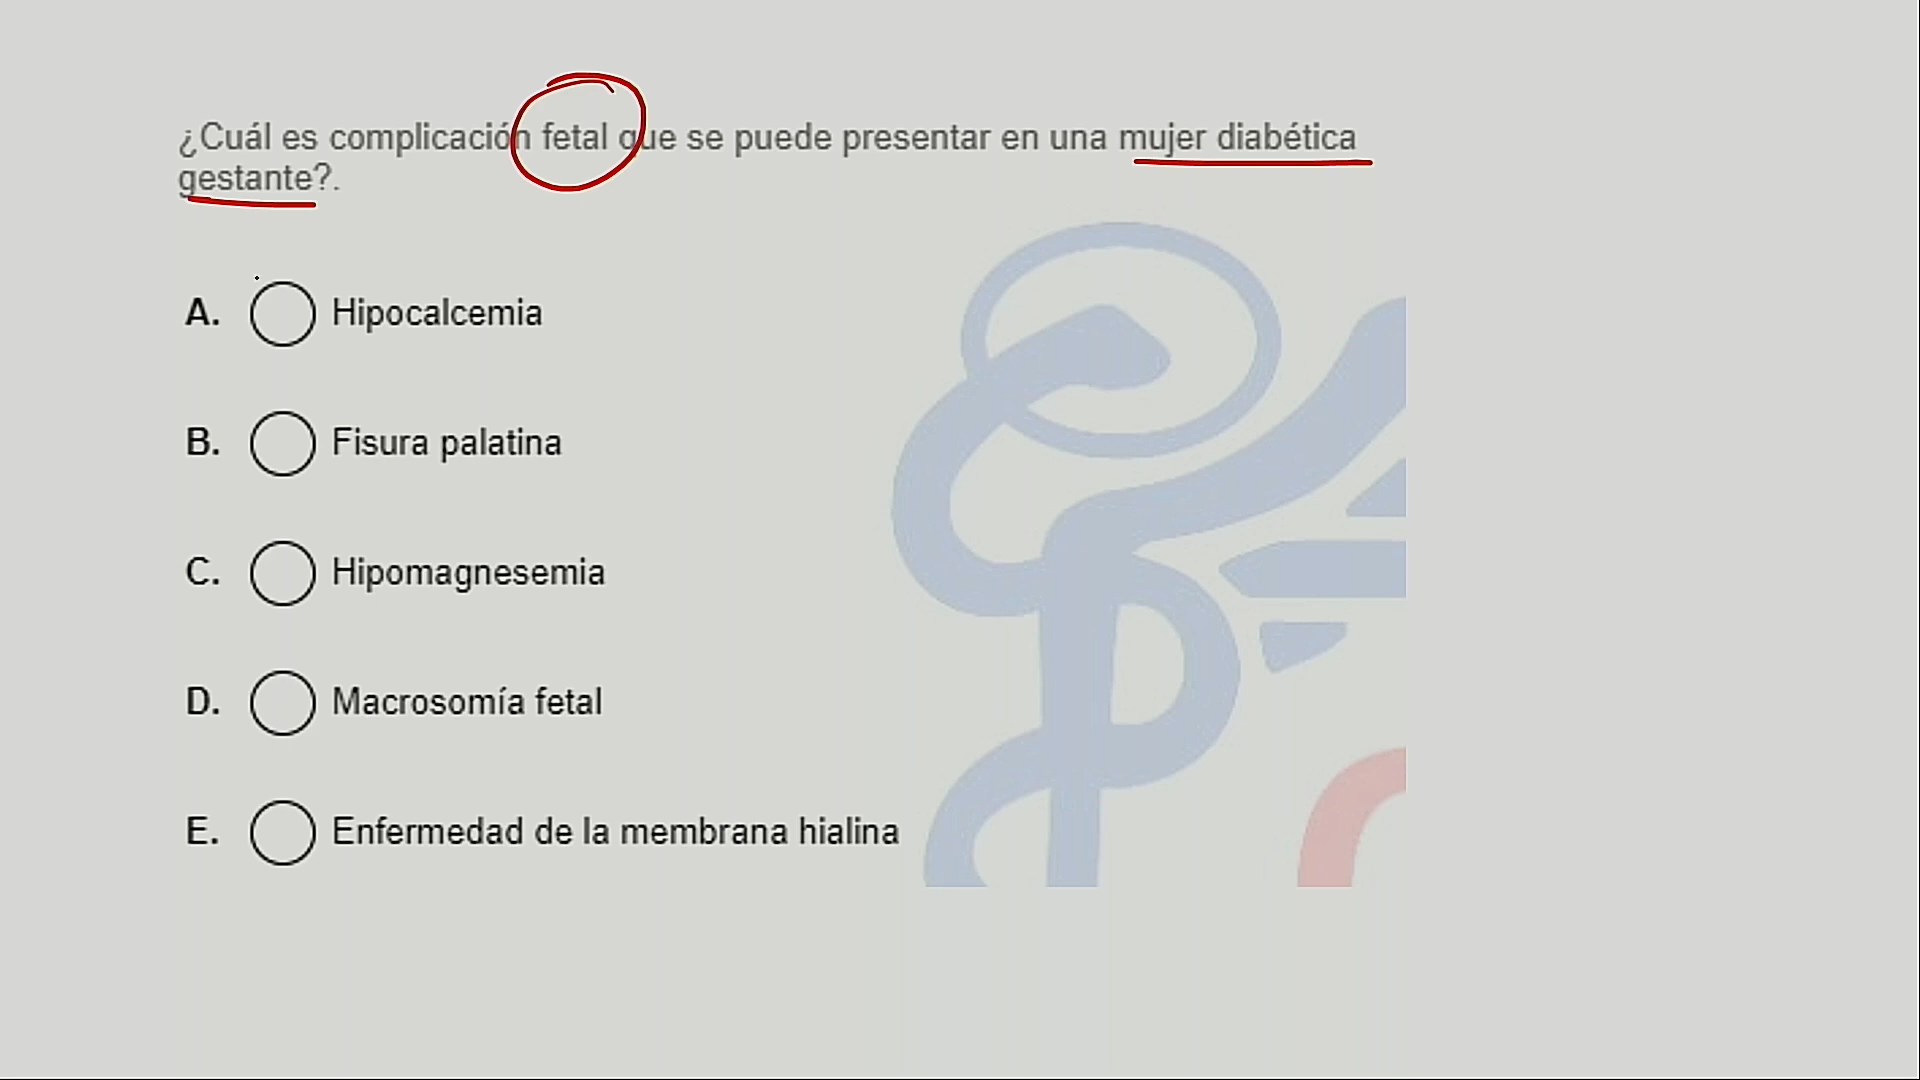 ¿Cuál es complicación fetal que se puede presentar en una mujer diabética
gestante?.
A. Hipocalcemia
B. Fisura palatina
C. Hipomagnesemia
D. Macrosomía fetal
E. Enfermedad de la membrana hialina